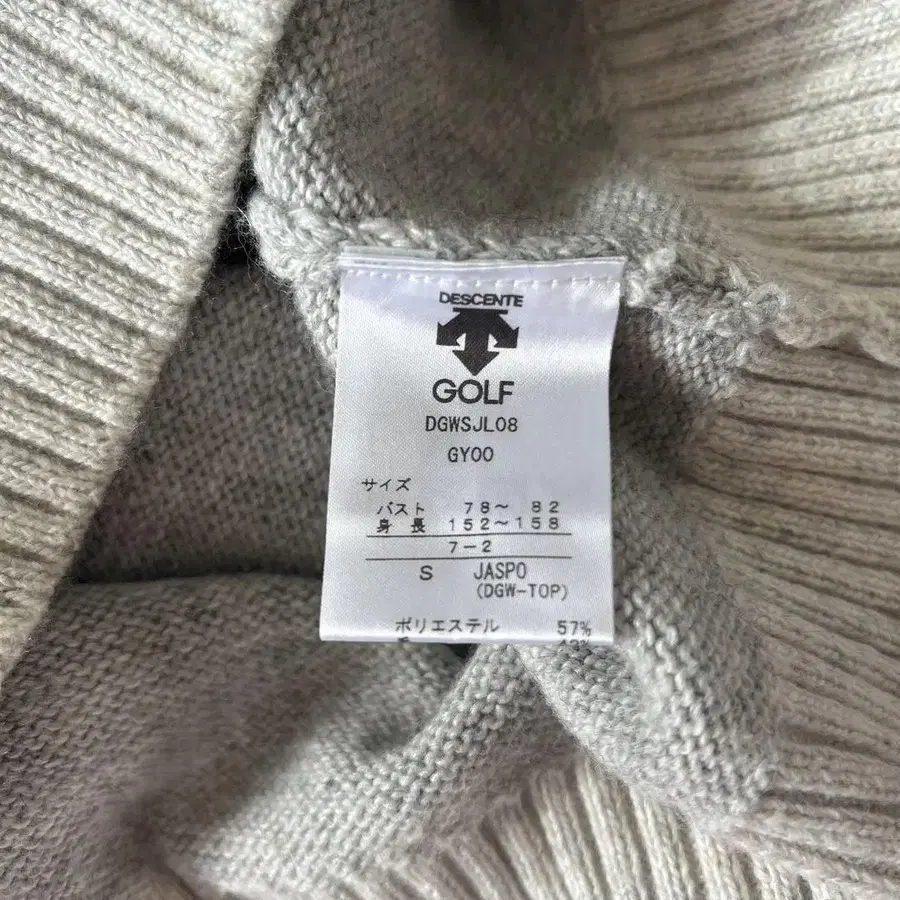 DESCENTE
GOLF
DGWSJL08
GY00
サイズ
バスト 78～ 82
身長 152～158
7-2
S JASPO
(DGW-TOP)
ポリエステル 57%